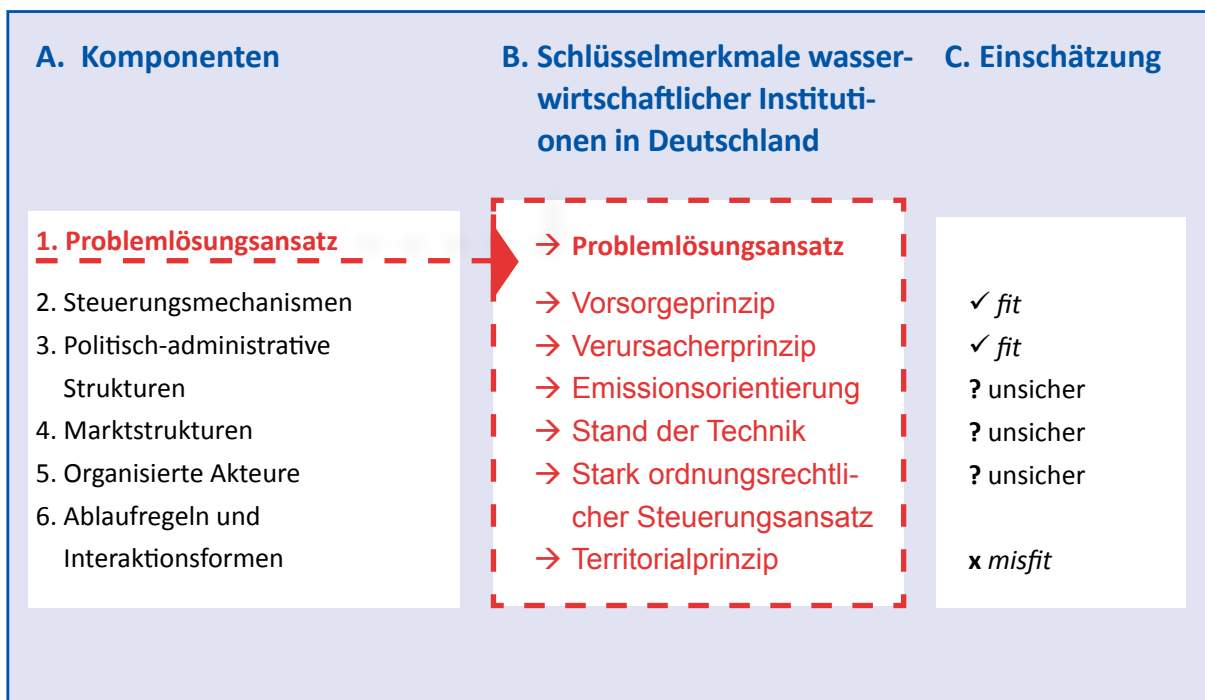 A. Komponenten
1. Problemlösungsansatz
2. Steuerungsmechanismen
3. Politisch-administrative
Strukturen
4. Marktstrukturen
5. Organisierte Akteure
6. Ablaufregeln und
Interaktionsformen
B. Schlüsselmerkmale wasser-
wirtschaftlicher Instituti-
onen in Deutschland
→ Problemlösungsansatz
→ Vorsorgeprinzip
→ Verursacherprinzip
→ Emissionsorientierung
→ Stand der Technik
→ Stark ordnungsrechtli-
cher Steuerungsansatz
→ Territorialprinzip
C. Einschätzung
✓ fit
✓ fit
? unsicher
? unsicher
? unsicher
x misfit